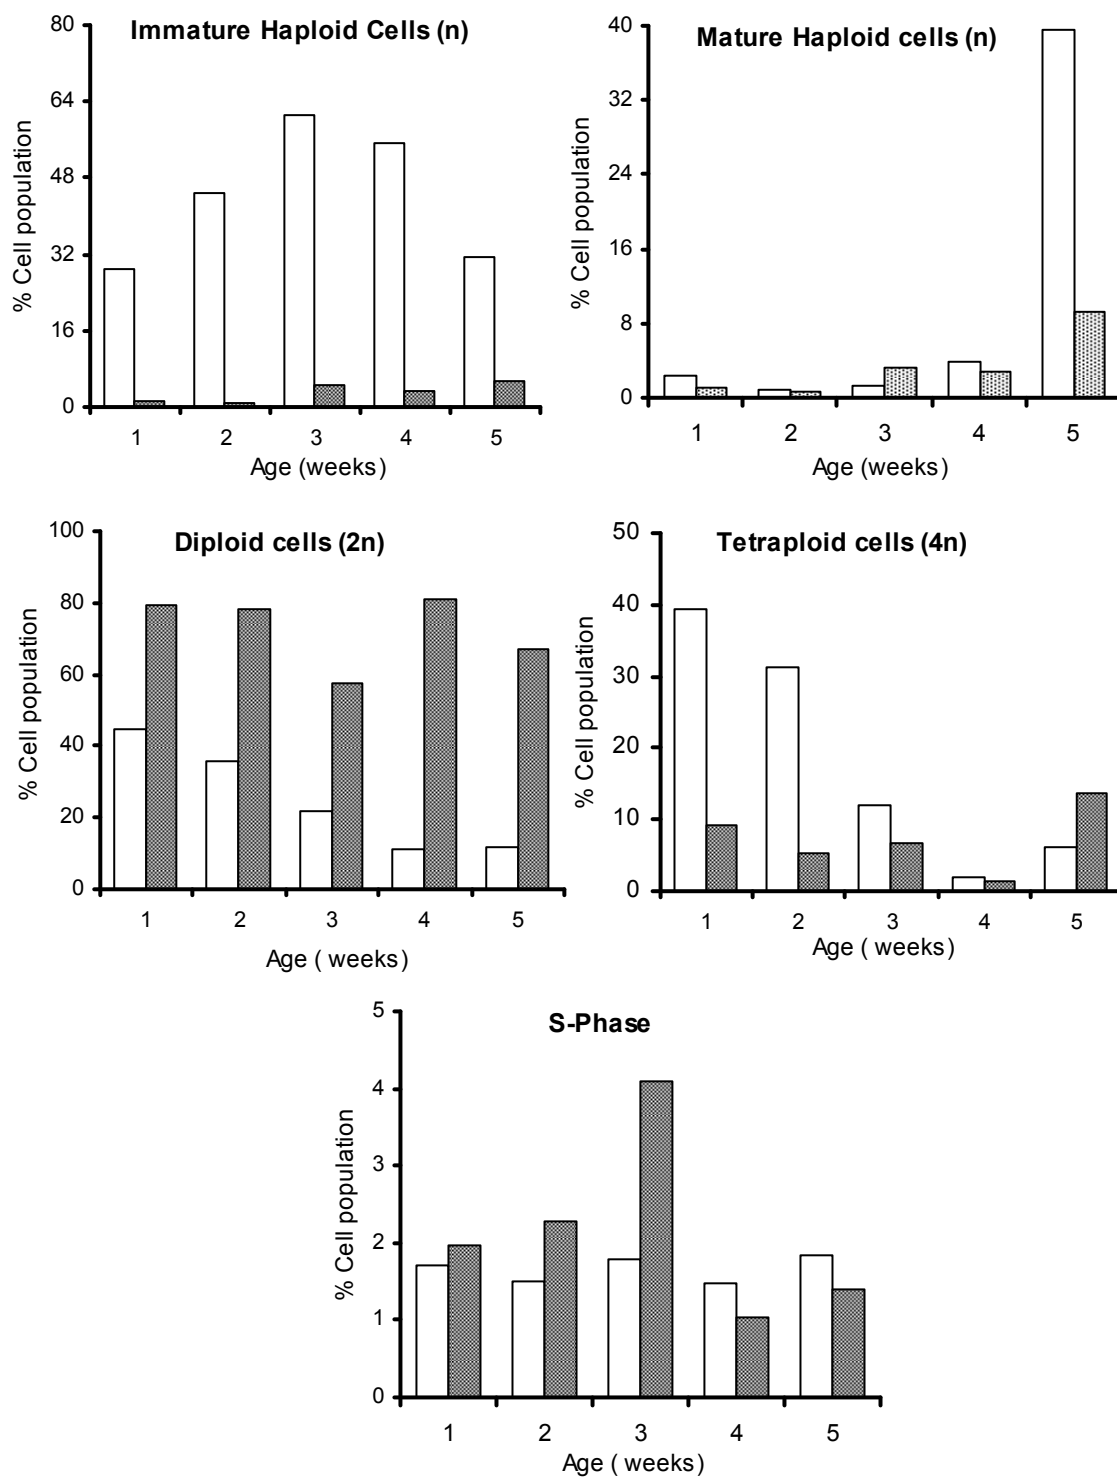 Immature Haploid Cells (n)
80
64
48
32
16
0
% Cell population
1 2 3 4 5
Age (weeks)
Mature Haploid cells (n)
40
32
24
16
8
0
% Cell population
1 2 3 4 5
Age (weeks)
Diploid cells (2n)
100
80
60
40
20
0
% Cell population
1 2 3 4 5
Age ( weeks)
Tetraploid cells (4n)
50
40
30
20
10
0
% Cell population
1 2 3 4 5
Age ( weeks)
S-Phase
5
4
3
2
1
0
% Cell population
1 2 3 4 5
Age ( weeks)